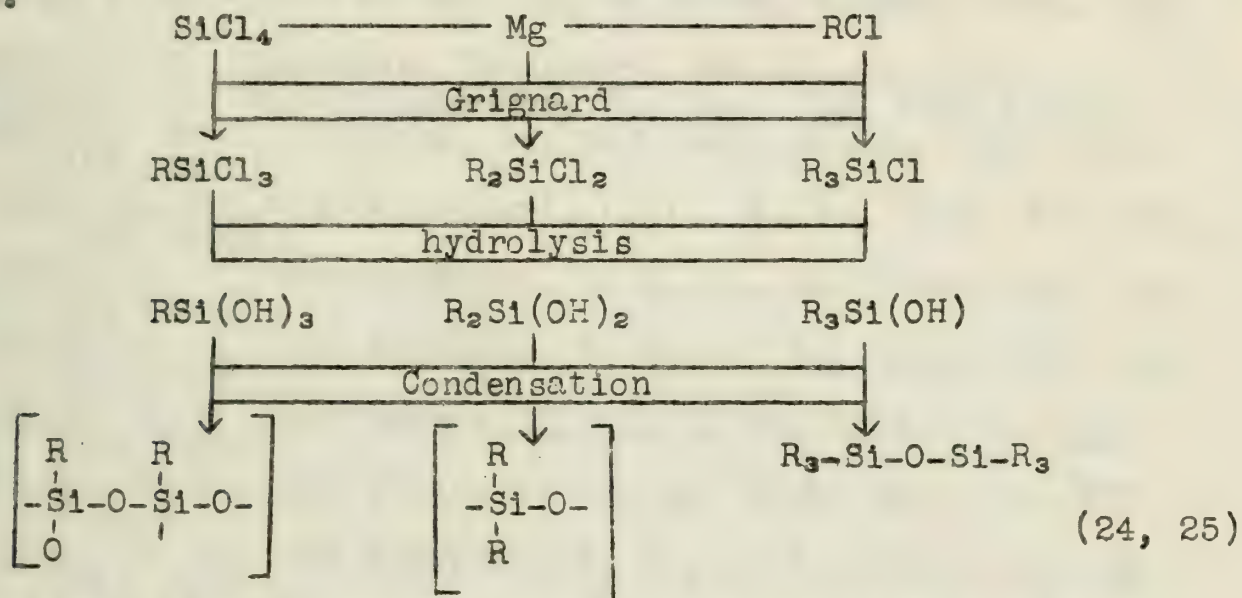 SiCl₄ Mg RCl
Grignard
RSiCl₃ R₂SiCl₂ R₃SiCl
hydrolysis
RSi(OH)₃ R₂Si(OH)₂ R₃Si(OH)
Condensation
R R R R₃-Si-O-Si-R₃
-Si-O-Si-O- -Si-O-
O R
(24, 25)